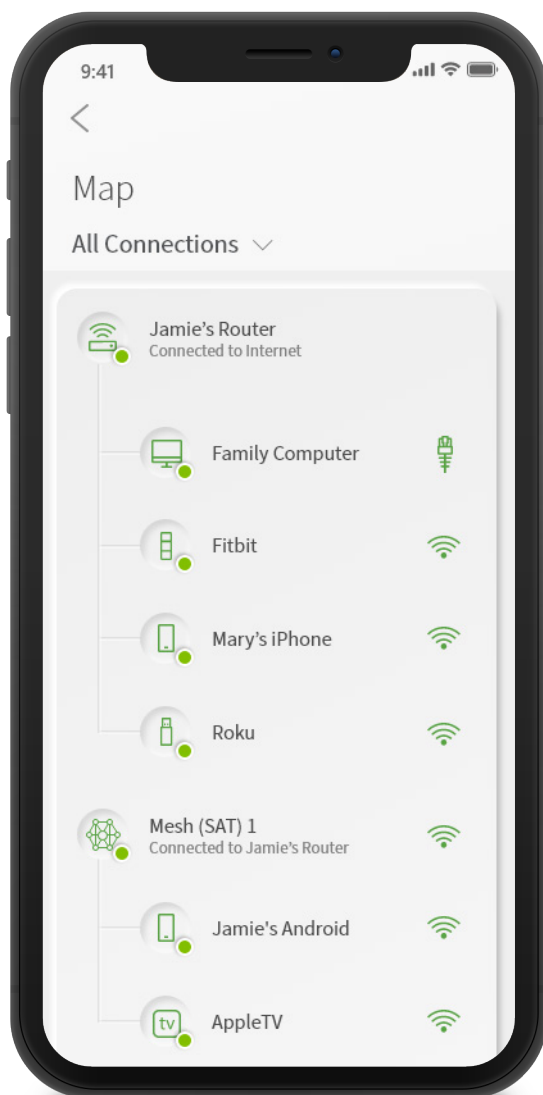 9:41
Map
All Connections
Jamie’s Router
Connected to Internet
Family Computer
Fitbit
Mary’s iPhone
Roku
Mesh (SAT) 1
Connected to Jamie’s Router
Jamie's Android
tv AppleTV